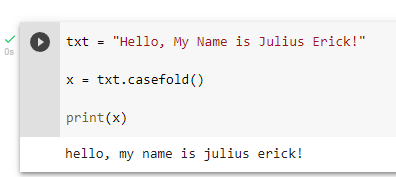 txt = "Hello, My Name is Julius Erick!"
0s
x = txt.casefold()
print(x)
hello, my name is julius erick!